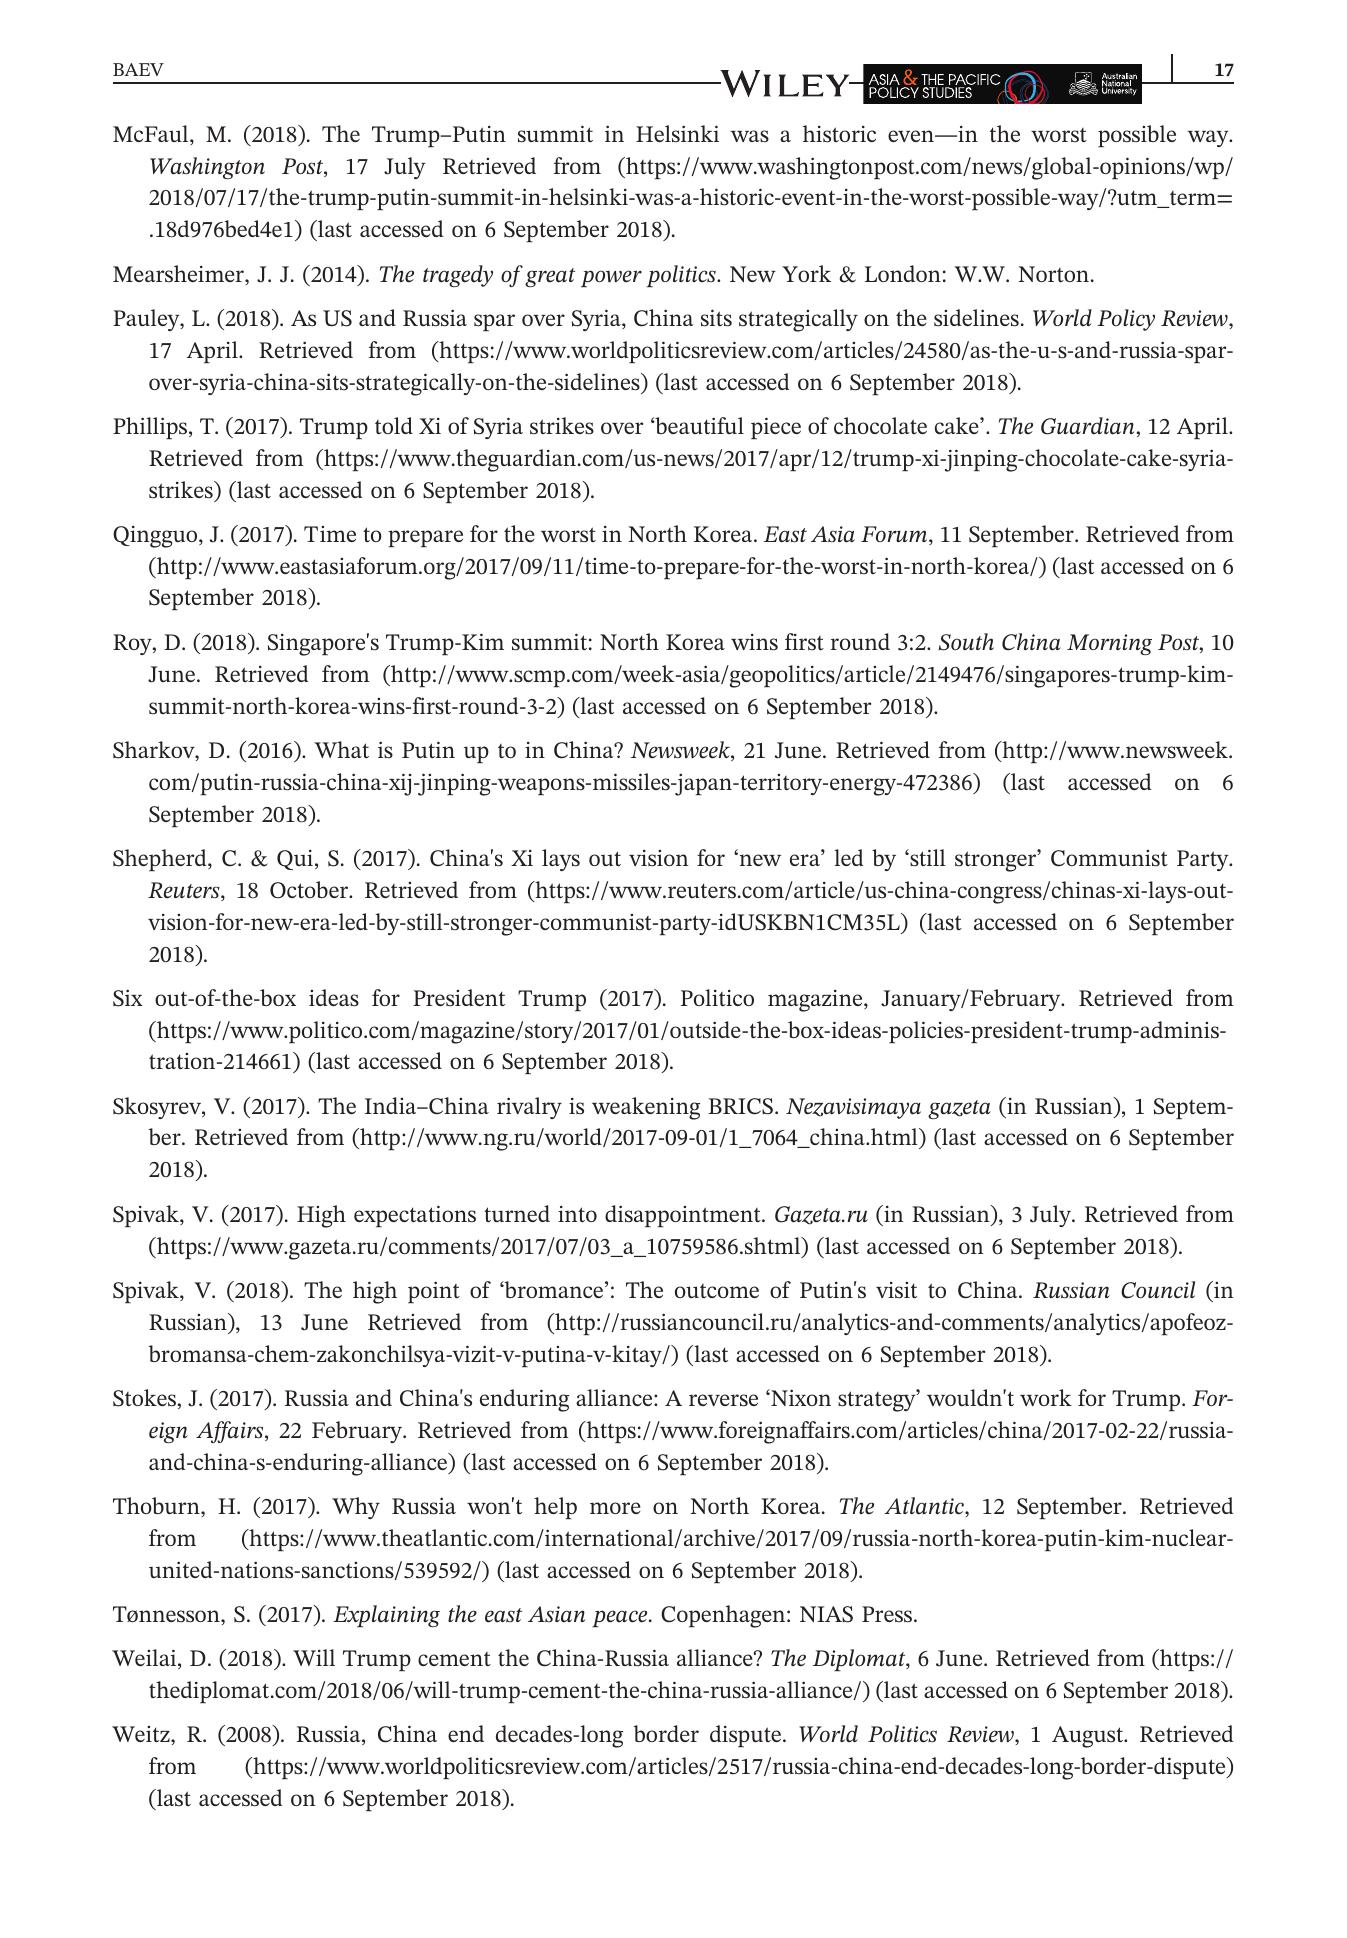 BAEV
WILEY
ASIA & THE PACIFIC
POLICY STUDIES
Australian
National
University
17
McFaul, M. (2018). The Trump–Putin summit in Helsinki was a historic even—in the worst possible way.
Washington Post, 17 July Retrieved from (https://www.washingtonpost.com/news/global-opinions/wp/
2018/07/17/the-trump-putin-summit-in-helsinki-was-a-historic-event-in-the-worst-possible-way/?utm_term=
.18d976bed4e1) (last accessed on 6 September 2018).
Mearsheimer, J. J. (2014). The tragedy of great power politics. New York & London: W.W. Norton.
Pauley, L. (2018). As US and Russia spar over Syria, China sits strategically on the sidelines. World Policy Review,
17 April. Retrieved from (https://www.worldpoliticsreview.com/articles/24580/as-the-u-s-and-russia-spar-
over-syria-china-sits-strategically-on-the-sidelines) (last accessed on 6 September 2018).
Phillips, T. (2017). Trump told Xi of Syria strikes over ‘beautiful piece of chocolate cake’. The Guardian, 12 April.
Retrieved from (https://www.theguardian.com/us-news/2017/apr/12/trump-xi-jinping-chocolate-cake-syria-
strikes) (last accessed on 6 September 2018).
Qingguo, J. (2017). Time to prepare for the worst in North Korea. East Asia Forum, 11 September. Retrieved from
(http://www.eastasiaforum.org/2017/09/11/time-to-prepare-for-the-worst-in-north-korea/) (last accessed on 6
September 2018).
Roy, D. (2018). Singapore's Trump-Kim summit: North Korea wins first round 3:2. South China Morning Post, 10
June. Retrieved from (http://www.scmp.com/week-asia/geopolitics/article/2149476/singapores-trump-kim-
summit-north-korea-wins-first-round-3-2) (last accessed on 6 September 2018).
Sharkov, D. (2016). What is Putin up to in China? Newsweek, 21 June. Retrieved from (http://www.newsweek.
com/putin-russia-china-xij-jinping-weapons-missiles-japan-territory-energy-472386) (last accessed on 6
September 2018).
Shepherd, C. & Qui, S. (2017). China's Xi lays out vision for ‘new era’ led by ‘still stronger’ Communist Party.
Reuters, 18 October. Retrieved from (https://www.reuters.com/article/us-china-congress/chinas-xi-lays-out-
vision-for-new-era-led-by-still-stronger-communist-party-idUSKBN1CM35L) (last accessed on 6 September
2018).
Six out-of-the-box ideas for President Trump (2017). Politico magazine, January/February. Retrieved from
(https://www.politico.com/magazine/story/2017/01/outside-the-box-ideas-policies-president-trump-adminis-
tration-214661) (last accessed on 6 September 2018).
Skosyrev, V. (2017). The India–China rivalry is weakening BRICS. Nezavisimaya gazeta (in Russian), 1 Septem-
ber. Retrieved from (http://www.ng.ru/world/2017-09-01/1_7064_china.html) (last accessed on 6 September
2018).
Spivak, V. (2017). High expectations turned into disappointment. Gazeta.ru (in Russian), 3 July. Retrieved from
(https://www.gazeta.ru/comments/2017/07/03_a_10759586.shtml) (last accessed on 6 September 2018).
Spivak, V. (2018). The high point of ‘bromance’: The outcome of Putin's visit to China. Russian Council (in
Russian), 13 June Retrieved from (http://russiancouncil.ru/analytics-and-comments/analytics/apofeoz-
bromansa-chem-zakonchilsya-vizit-v-putina-v-kitay/) (last accessed on 6 September 2018).
Stokes, J. (2017). Russia and China's enduring alliance: A reverse ‘Nixon strategy’ wouldn't work for Trump. For-
eign Affairs, 22 February. Retrieved from (https://www.foreignaffairs.com/articles/china/2017-02-22/russia-
and-china-s-enduring-alliance) (last accessed on 6 September 2018).
Thoburn, H. (2017). Why Russia won't help more on North Korea. The Atlantic, 12 September. Retrieved
from (https://www.theatlantic.com/international/archive/2017/09/russia-north-korea-putin-kim-nuclear-
united-nations-sanctions/539592/) (last accessed on 6 September 2018).
Tønnesson, S. (2017). Explaining the east Asian peace. Copenhagen: NIAS Press.
Weilai, D. (2018). Will Trump cement the China-Russia alliance? The Diplomat, 6 June. Retrieved from (https://
thediplomat.com/2018/06/will-trump-cement-the-china-russia-alliance/) (last accessed on 6 September 2018).
Weitz, R. (2008). Russia, China end decades-long border dispute. World Politics Review, 1 August. Retrieved
from (https://www.worldpoliticsreview.com/articles/2517/russia-china-end-decades-long-border-dispute)
(last accessed on 6 September 2018).